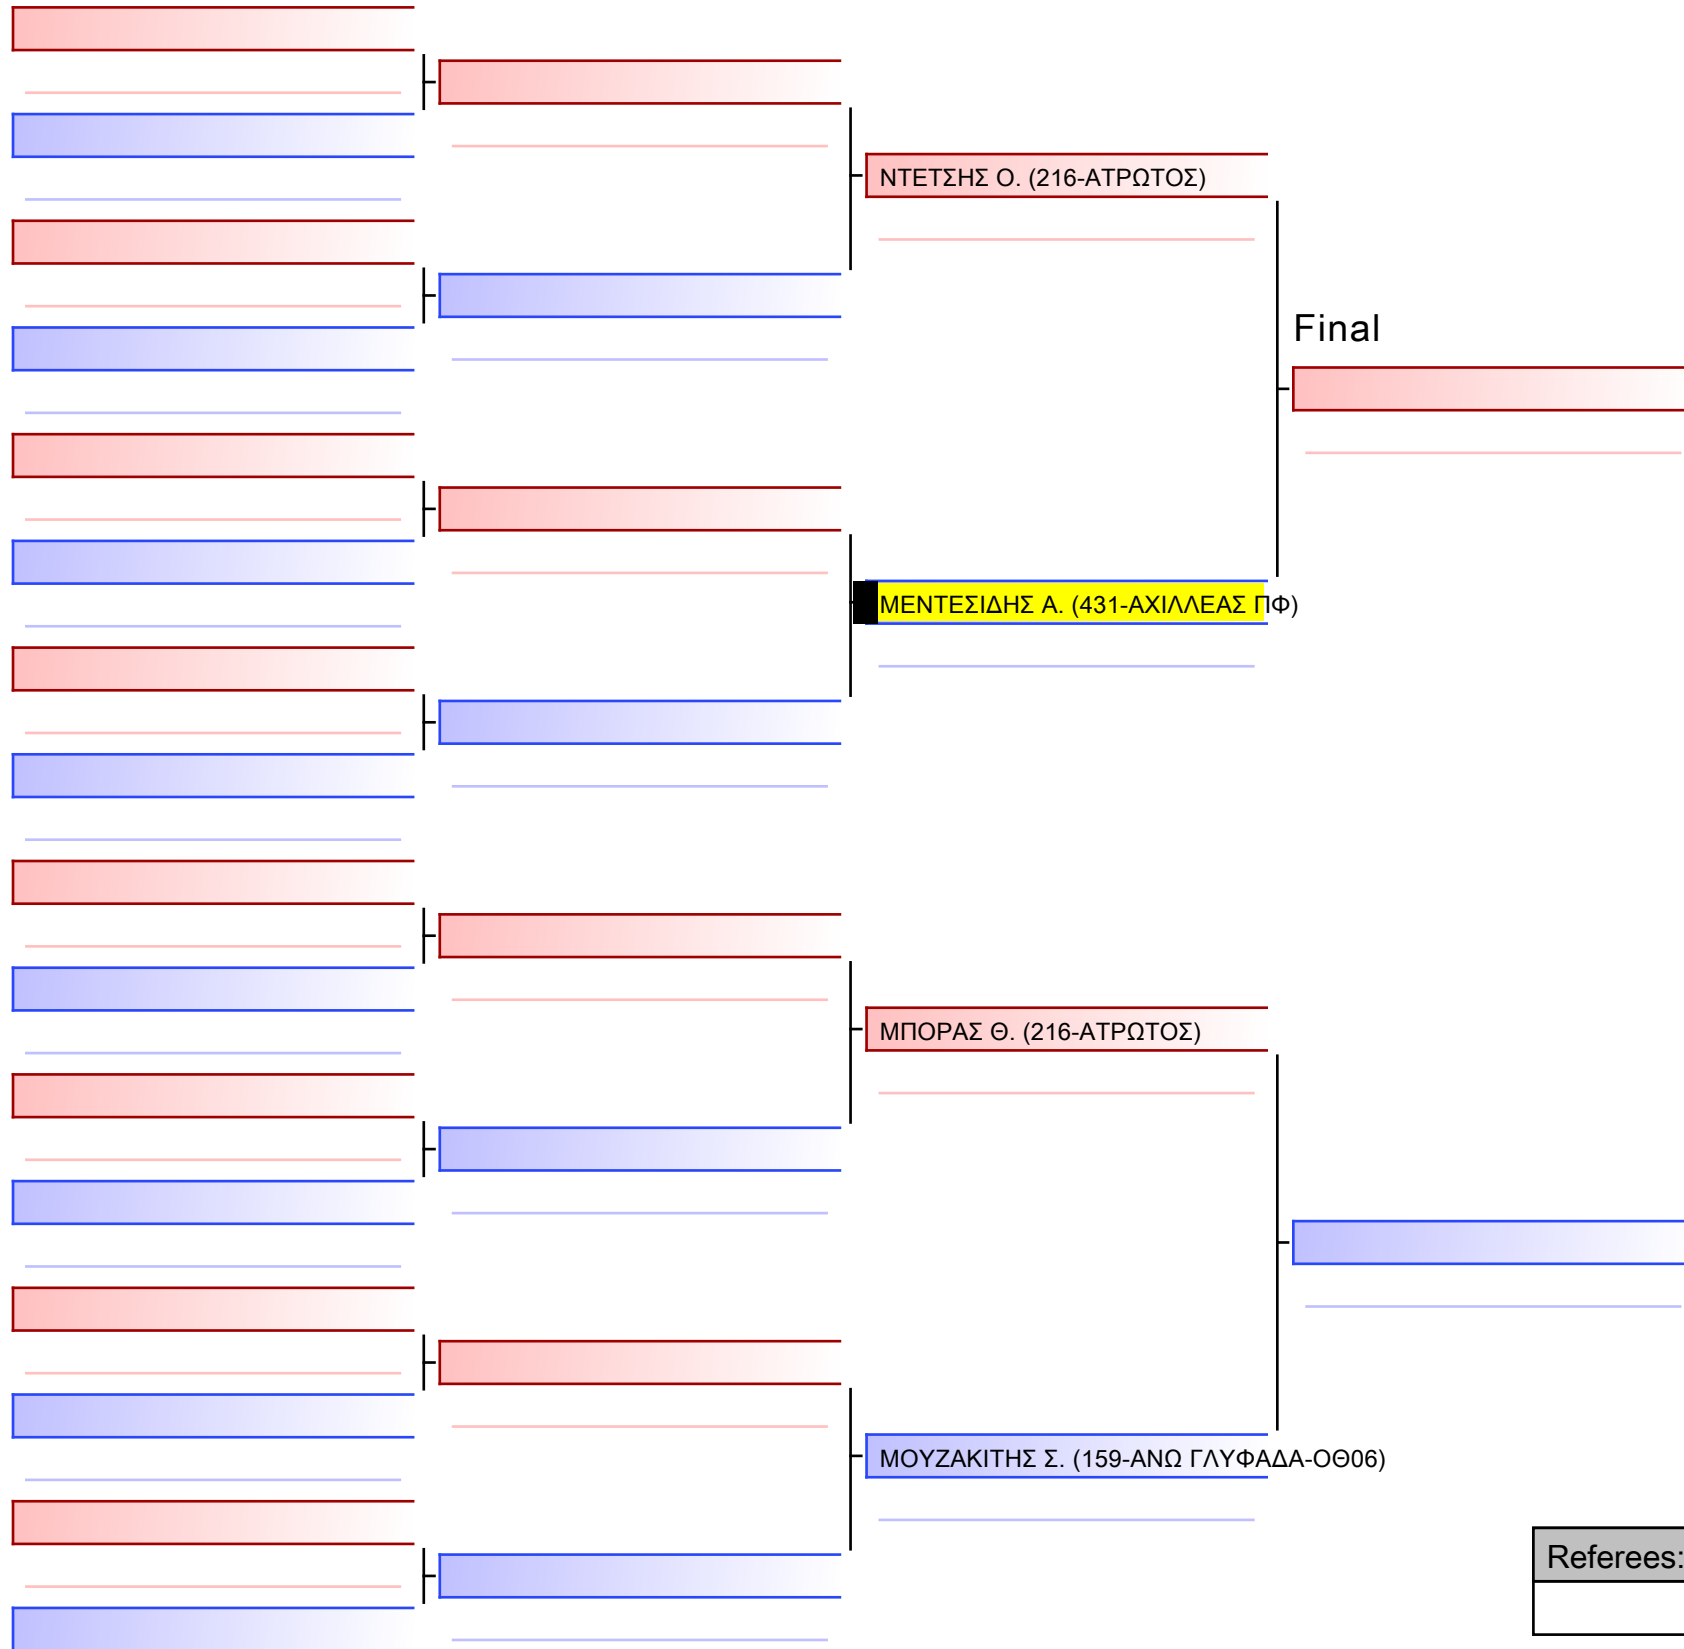 ΝΤΕΤΣΗΣ Ο. (216-ΑΤΡΩΤΟΣ)
Final
ΜΕΝΤΕΣΙΔΗΣ Α. (431-ΑΧΙΛΛΕΑΣ ΠΦ)
ΜΠΟΡΑΣ Θ. (216-ΑΤΡΩΤΟΣ)
ΜΟΥΖΑΚΙΤΗΣ Σ. (159-ΑΝΩ ΓΛΥΦΑΔΑ-ΟΘ06)
Referees: